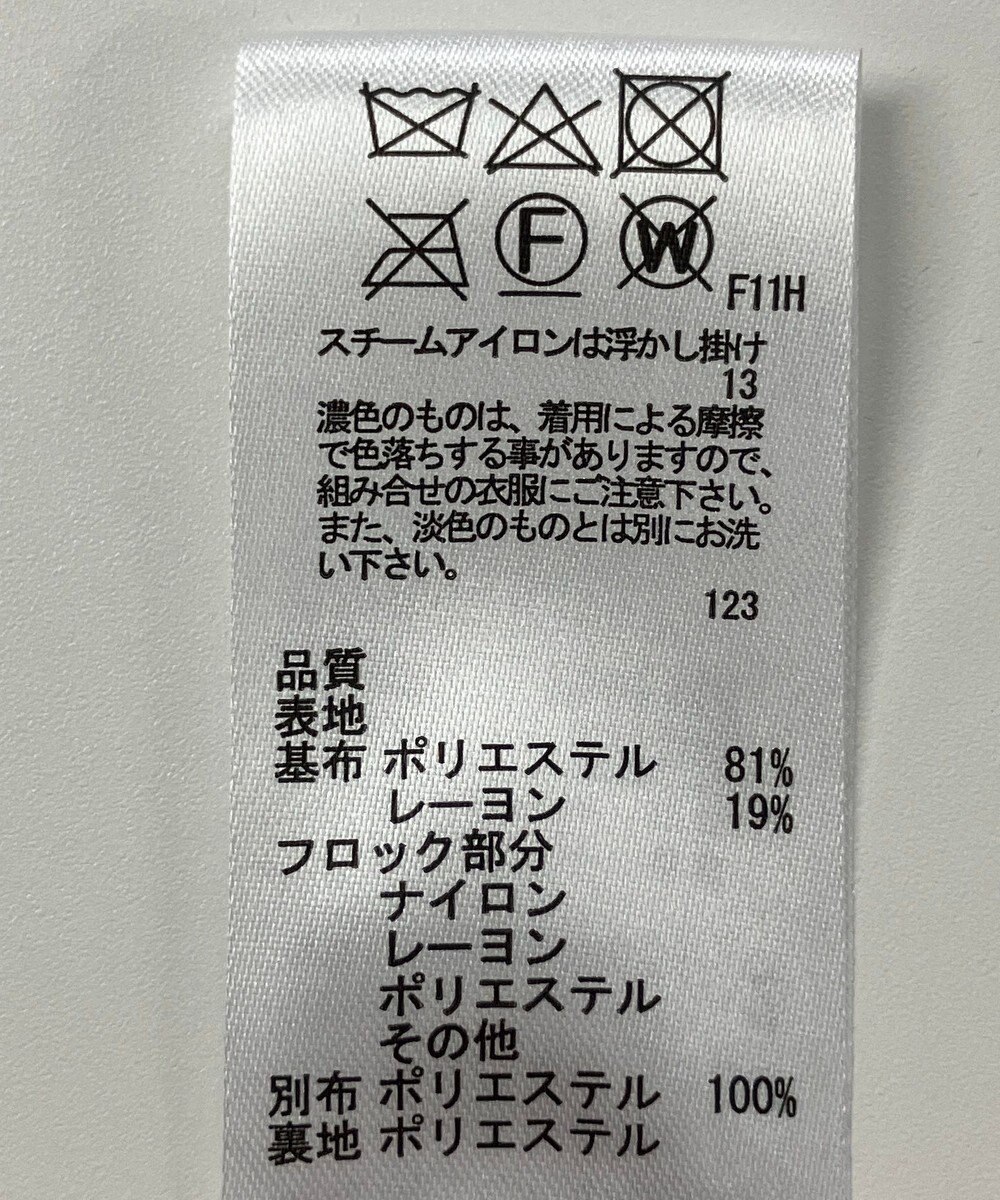 F W F11H
スチームアイロンは浮かし掛け
13
濃色のものは、着用による摩擦
で色落ちする事がありますので、
組み合せの衣服にご注意下さい。
また、淡色のものとは別にお洗
い下さい。
123
品質
表地
基布 ポリエステル 81%
レーヨン 19%
フロック部分
ナイロン
レーヨン
ポリエステル
その他
別布 ポリエステル 100%
裏地 ポリエステル